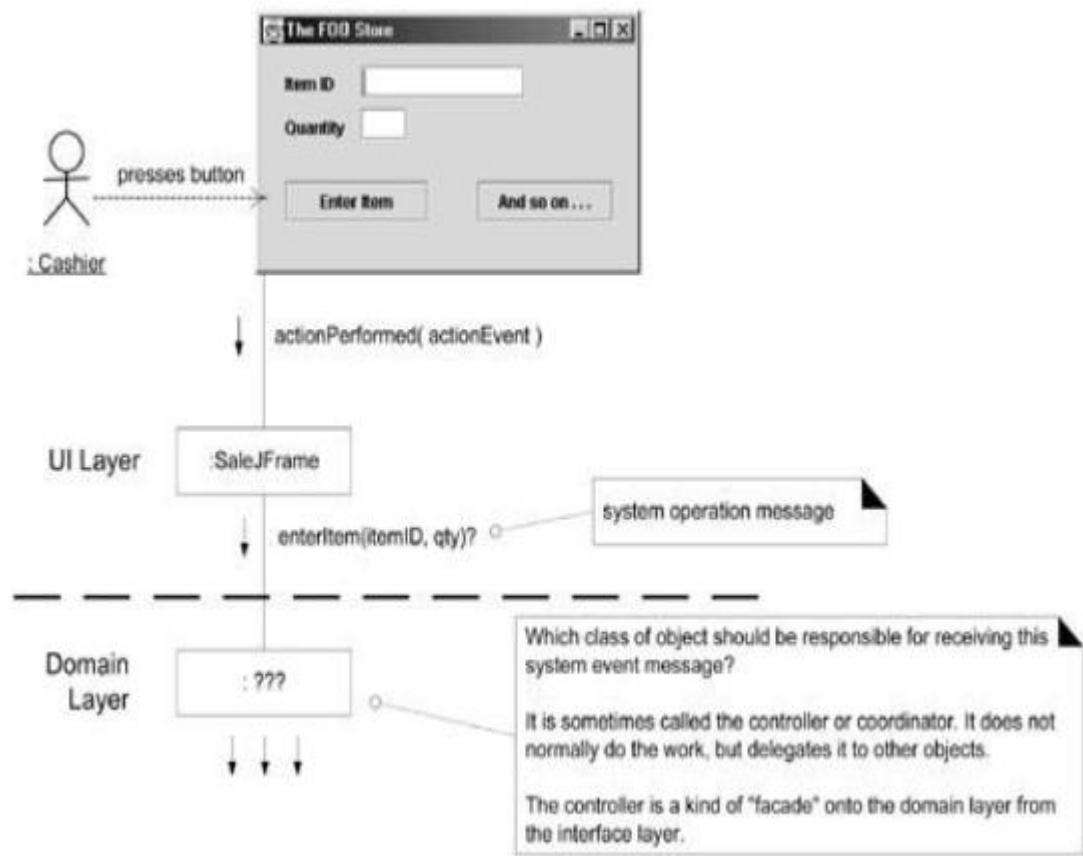 The FOO Store
Item ID
Quantity
presses button
Enter Item
And so on . . .
: Cashier
actionPerformed( actionEvent )
UI Layer
:SaleJFrame
system operation message
enterItem(itemID, qty)?
Which class of object should be responsible for receiving this
system event message?
It is sometimes called the controller or coordinator. It does not
normally do the work, but delegates it to other objects.
The controller is a kind of "facade" onto the domain layer from
the interface layer.
Domain
Layer
: ???